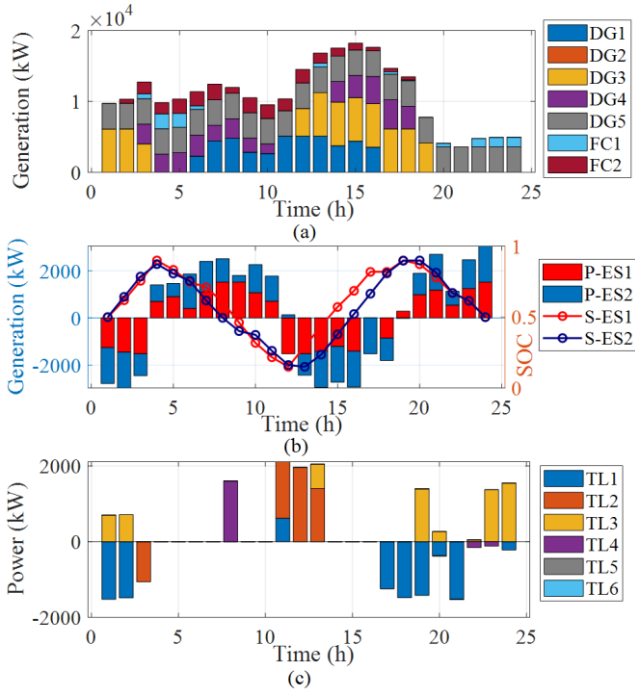 2 × 10⁴
DG1
DG2
DG3
DG4
DG5
FC1
FC2
Generation (kW)
1
0
0 5 10 15 20 25
Time (h)
(a)
P-ES1
P-ES2
S-ES1
S-ES2
Generation (kW)
2000
0
-2000
1
0.5
0
SOC
0 5 10 15 20 25
Time (h)
(b)
TL1
TL2
TL3
TL4
TL5
TL6
Power (kW)
2000
0
-2000
0 5 10 15 20 25
Time (h)
(c)